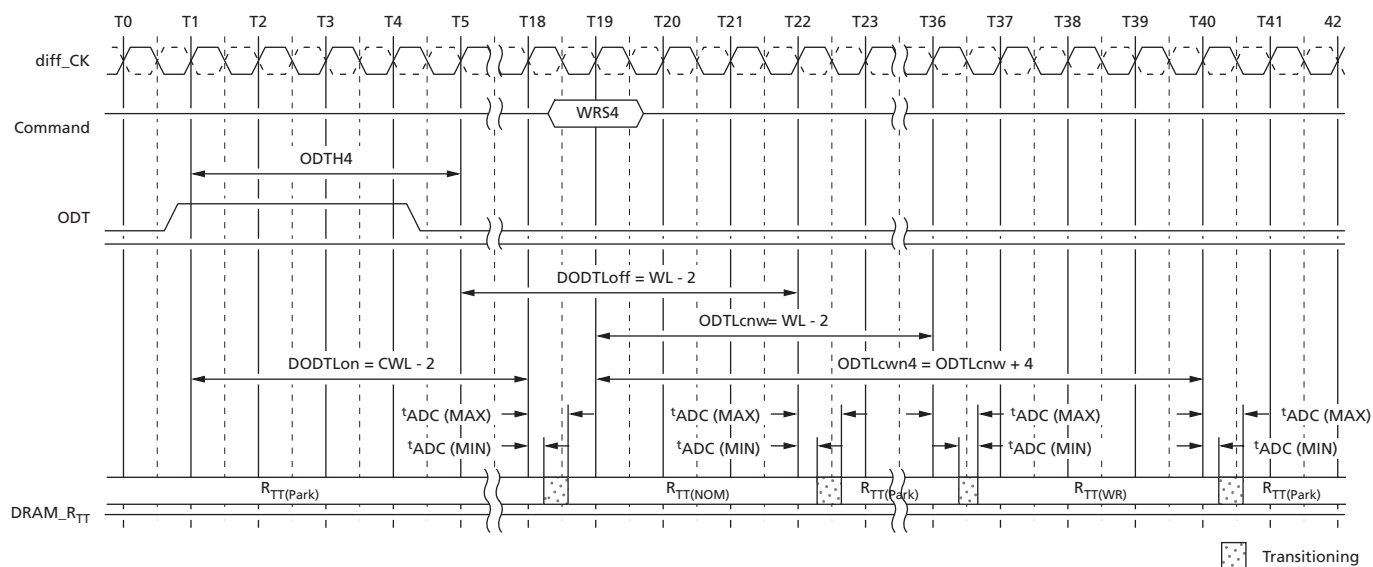 T0 T1 T2 T3 T4 T5 T18 T19 T20 T21 T22 T23 T36 T37 T38 T39 T40 T41 42
diff_CK
Command
WRS4
ODTH4
ODT
DODTLoff = WL - 2
ODTLcnw= WL - 2
DODTLon = CWL - 2
ODTLcwn4 = ODTLcnw + 4
tADC (MAX) tADC (MAX) tADC (MAX) tADC (MAX)
tADC (MIN) tADC (MIN) tADC (MIN) tADC (MIN)
RTT(Park) RTT(NOM) RTT(Park) RTT(WR) RTT(Park)
DRAM_RTT
Transitioning